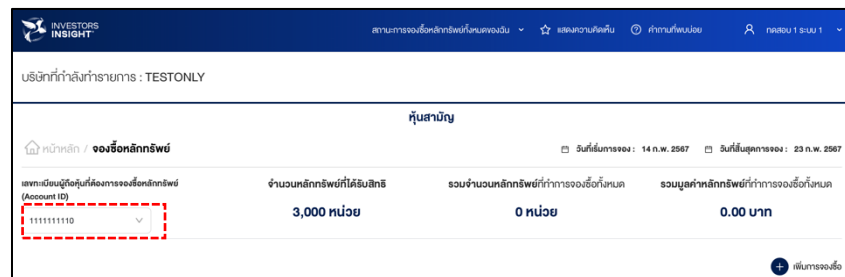 INVESTORS
INSIGHT
สถานะการจองซื้อหลักทรัพย์ทั้งหมดของฉัน แสดงความคิดเห็น คำถามที่พบบ่อย ทดสอบ 1 ระบบ 1
บริษัทที่กำลังทำรายการ : TESTONLY
หุ้นสามัญ
หน้าหลัก / จองซื้อหลักทรัพย์ วันที่เริ่มการจอง : 14 ก.พ. 2567 วันที่สิ้นสุดการจอง : 23 ก.พ. 2567
เลขทะเบียนผู้ถือหุ้นที่ต้องการจองซื้อหลักทรัพย์ จำนวนหลักทรัพย์ที่ได้รับสิทธิ รวมจำนวนหลักทรัพย์ที่ทำการจองซื้อทั้งหมด รวมมูลค่าหลักทรัพย์ที่ทำการจองซื้อทั้งหมด
(Account ID)
1111111110 3,000 หน่วย 0 หน่วย 0.00 บาท
เพิ่มการจองซื้อ